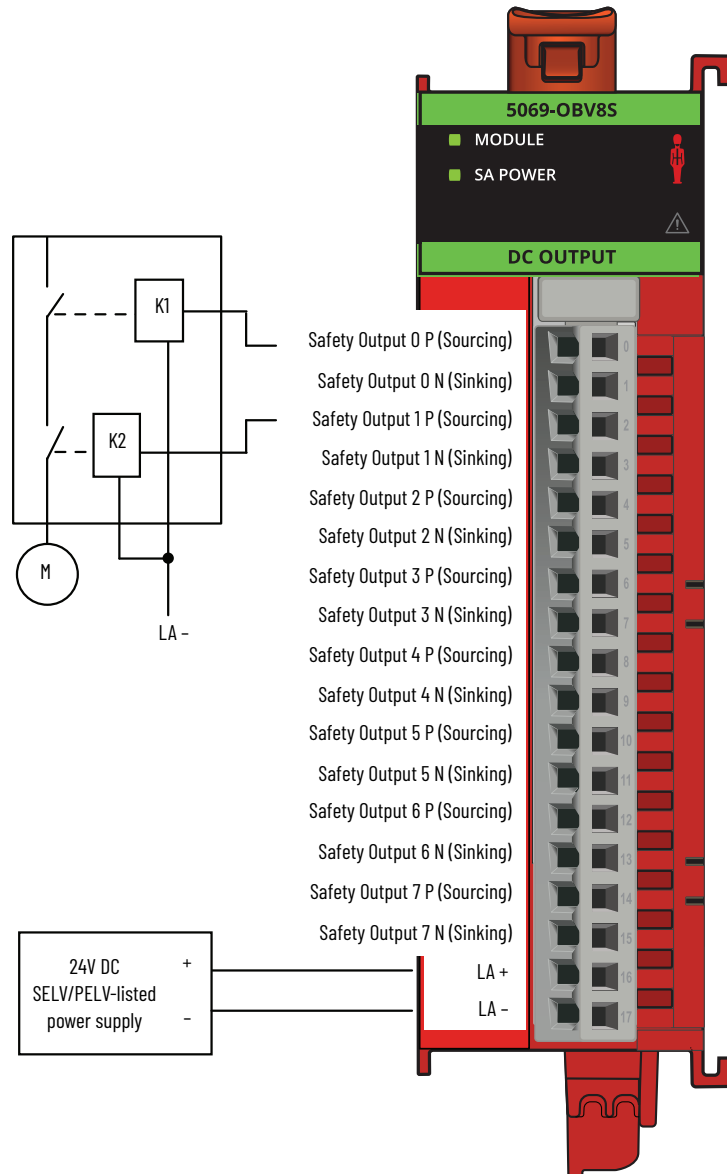 5069-OBV8S
MODULE
SA POWER
DC OUTPUT
K1
K2
M
LA –
Safety Output 0 P (Sourcing)
0
Safety Output 0 N (Sinking)
1
Safety Output 1 P (Sourcing)
2
Safety Output 1 N (Sinking)
3
Safety Output 2 P (Sourcing)
4
Safety Output 2 N (Sinking)
5
Safety Output 3 P (Sourcing)
6
Safety Output 3 N (Sinking)
7
Safety Output 4 P (Sourcing)
8
Safety Output 4 N (Sinking)
9
Safety Output 5 P (Sourcing)
10
Safety Output 5 N (Sinking)
11
Safety Output 6 P (Sourcing)
12
Safety Output 6 N (Sinking)
13
Safety Output 7 P (Sourcing)
14
Safety Output 7 N (Sinking)
15
LA +
16
LA –
17
24V DC
SELV/PELV-listed
power supply
+
–